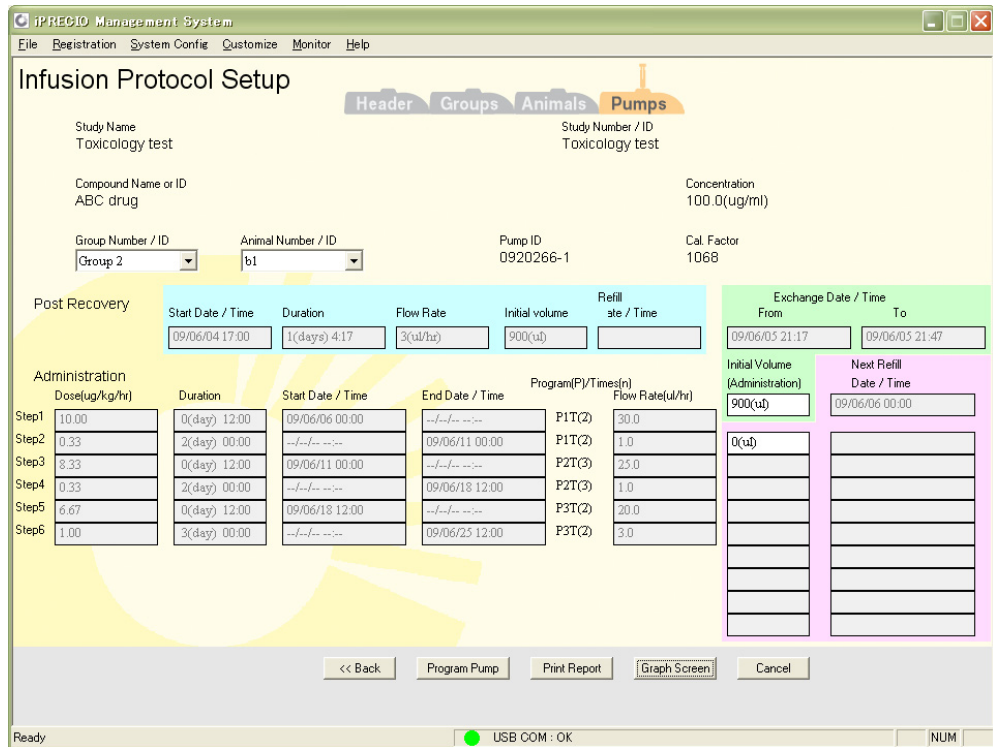 iPRECIO Management System
File Registration System Config Customize Monitor Help
Infusion Protocol Setup
Header Groups Animals Pumps
Study Name Study Number / ID
Toxicology test Toxicology test
Compound Name or ID Concentration
ABC drug 100.0(ug/ml)
Group Number / ID Animal Number / ID Pump ID Cal. Factor
Group 2 b1 0920266-1 1068
Post Recovery
Refill
Start Date / Time Duration Flow Rate Initial volume ate / Time
09/06/04 17:00 1(days) 4:17 3(ul/hr) 900(ul)
Exchange Date / Time
From To
09/06/05 21:17 09/06/05 21:47
Initial Volume Next Refill
(Administration) Date / Time
900(ul) 09/06/06 00:00
0(ul)
Administration
Program(P)/Times(n)
Dose(ug/kg/hr) Duration Start Date / Time End Date / Time Flow Rate(ul/hr)
Step1 10.00 0(day) 12:00 09/06/06 00:00 --/--/-- --:-- P1T(2) 30.0
Step2 0.33 2(day) 00:00 --/--/-- --:-- 09/06/11 00:00 P1T(2) 1.0
Step3 8.33 0(day) 12:00 09/06/11 00:00 --/--/-- --:-- P2T(3) 25.0
Step4 0.33 2(day) 00:00 --/--/-- --:-- 09/06/18 12:00 P2T(3) 1.0
Step5 6.67 0(day) 12:00 09/06/18 12:00 --/--/-- --:-- P3T(2) 20.0
Step6 1.00 3(day) 00:00 --/--/-- --:-- 09/06/25 12:00 P3T(2) 3.0
<< Back Program Pump Print Report Graph Screen Cancel
Ready USB COM : OK NUM